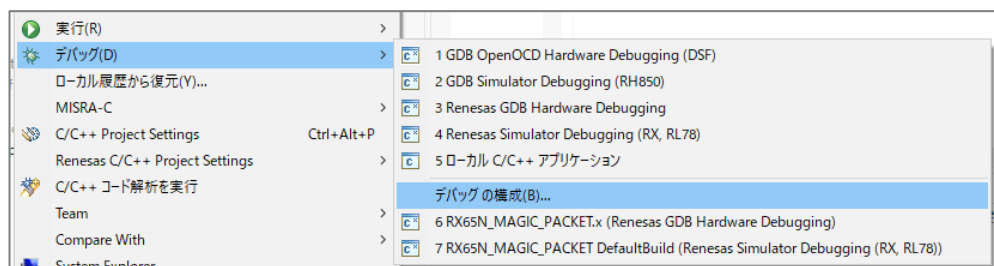 実行(R)
デバッグ(D)
ローカル履歴から復元(Y)...
MISRA-C
C/C++ Project Settings Ctrl+Alt+P
Renesas C/C++ Project Settings
C/C++ コード解析を実行
Team
Compare With
System Explorer
1 GDB OpenOCD Hardware Debugging (DSF)
2 GDB Simulator Debugging (RH850)
3 Renesas GDB Hardware Debugging
4 Renesas Simulator Debugging (RX, RL78)
5 ローカル C/C++ アプリケーション
デバッグ の構成(B)...
6 RX65N_MAGIC_PACKET.x (Renesas GDB Hardware Debugging)
7 RX65N_MAGIC_PACKET DefaultBuild (Renesas Simulator Debugging (RX, RL78))